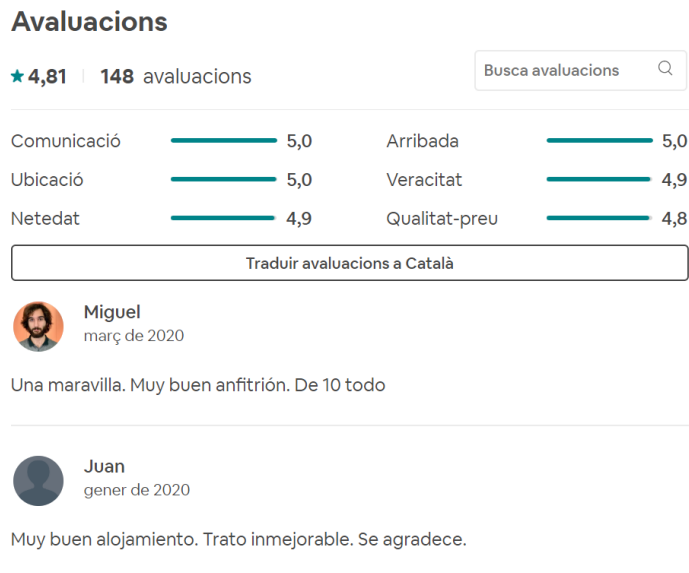 Avaluacions
4,81 148 avaluacions
Busca avaluacions
Comunicació 5,0 Arribada 5,0
Ubicació 5,0 Veracitat 4,9
Netedat 4,9 Qualitat-preu 4,8
Traduir avaluacions a Català
Miguel
març de 2020
Una maravilla. Muy buen anfitrión. De 10 todo
Juan
gener de 2020
Muy buen alojamiento. Trato inmejorable. Se agradece.